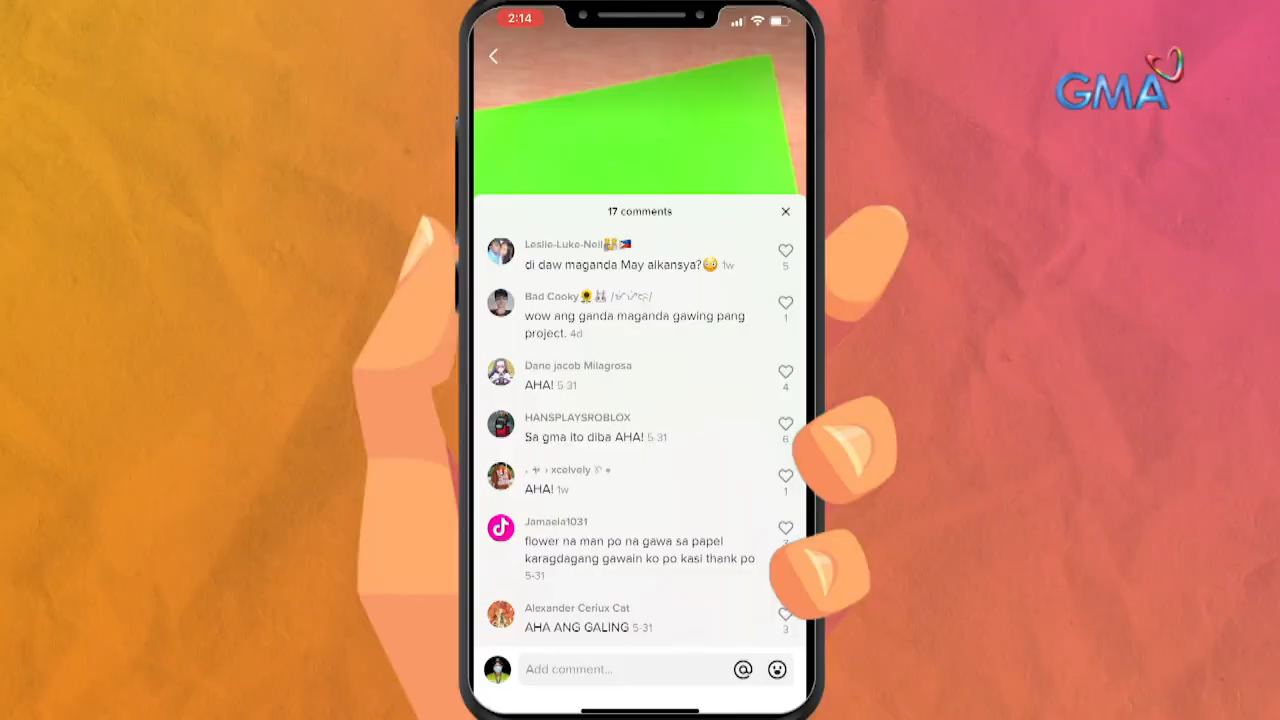 2:14
GMA
17 comments
Leslie-Luke-Neil
di daw maganda May alkansya? 1w
5
Bad Cooky
wow ang ganda maganda gawing pang
project. 4d
1
Dane jacob Milagrosa
AHA! 5-31
4
HANSPLAYSROBLOX
Sa gma ito diba AHA! 5-31
6
xcelvely
AHA! 1w
1
Jamaela1031
flower na man po na gawa sa papel
karagdagang gawain ko po kasi thank po
5-31
Alexander Ceriux Cat
AHA ANG GALING 5-31
3
Add comment...